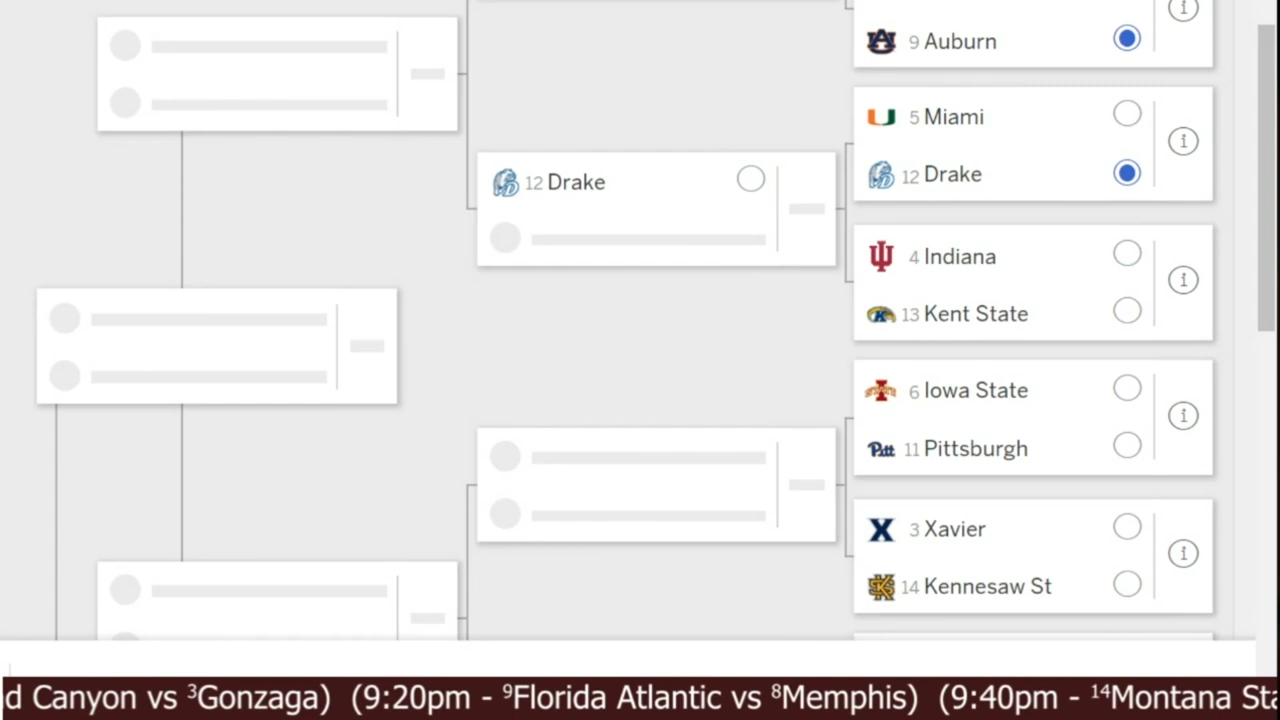 9 Auburn
5 Miami
12 Drake
12 Drake
4 Indiana
13 Kent State
6 Iowa State
Pitt 11 Pittsburgh
3 Xavier
14 Kennesaw St
d Canyon vs ³Gonzaga) (9:20pm - ⁹Florida Atlantic vs ⁸Memphis) (9:40pm - ¹⁴Montana Sta